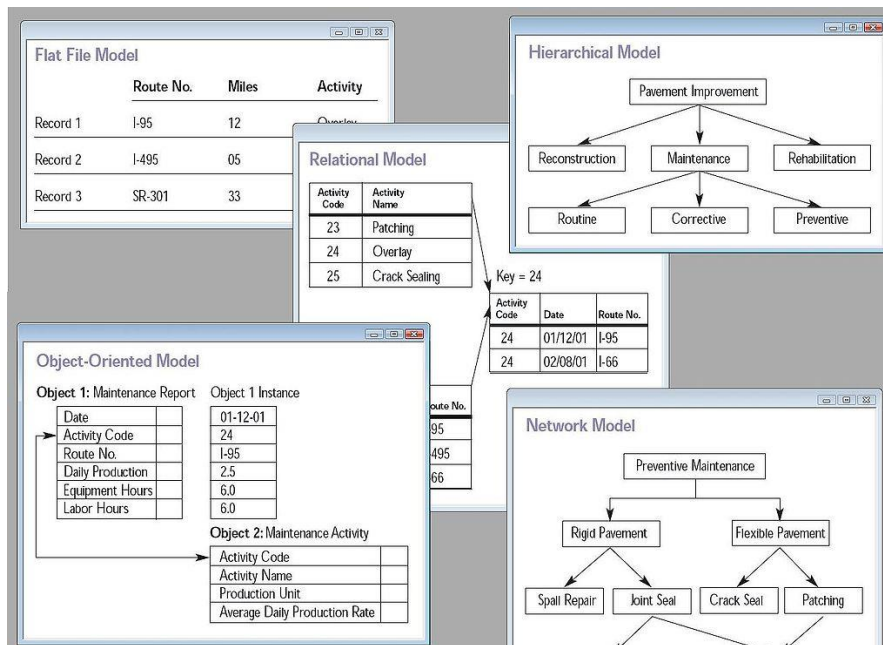 Flat File Model
Route No. Miles Activity
Record 1 I-95 12 Overlay
Record 2 I-495 05
Record 3 SR-301 33
Hierarchical Model
Pavement Improvement
Reconstruction Maintenance Rehabilitation
Routine Corrective Preventive
Relational Model
Activity Code Activity Name
23 Patching
24 Overlay
25 Crack Sealing
Key = 24
Activity Code Date Route No.
24 01/12/01 I-95
24 02/08/01 I-66
oute No.
95
495
66
Object-Oriented Model
Object 1: Maintenance Report Object 1 Instance
Date 01-12-01
Activity Code 24
Route No. I-95
Daily Production 2.5
Equipment Hours 6.0
Labor Hours 6.0
Object 2: Maintenance Activity
Activity Code
Activity Name
Production Unit
Average Daily Production Rate
Network Model
Preventive Maintenance
Rigid Pavement Flexible Pavement
Spall Repair Joint Seal Crack Seal Patching